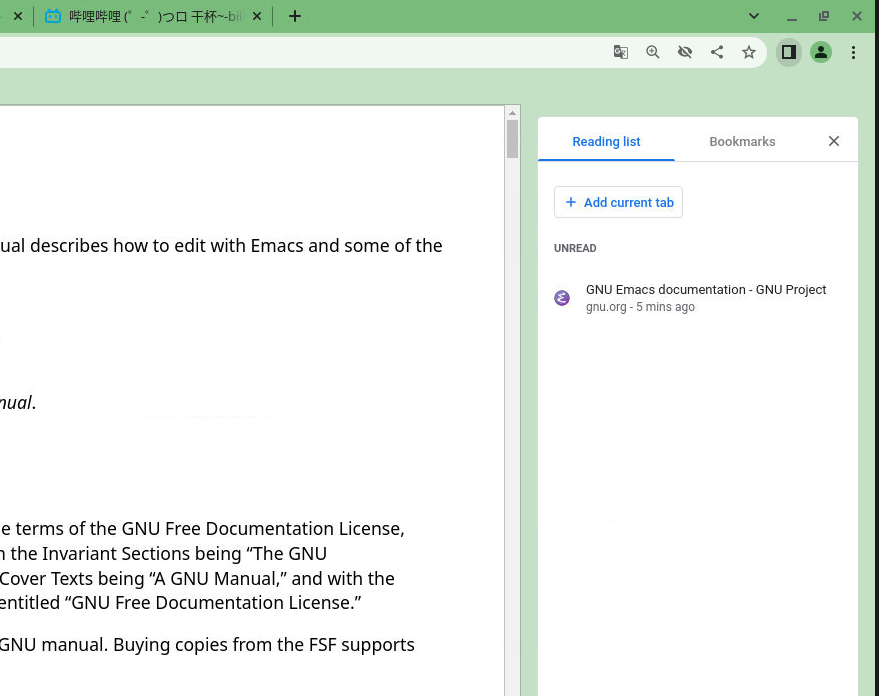 哔哩哔哩 (゜-゜)つロ 干杯~-bili
Reading list
Bookmarks
Add current tab
UNREAD
GNU Emacs documentation - GNU Project
gnu.org - 5 mins ago
ual describes how to edit with Emacs and some of the
nual.
e terms of the GNU Free Documentation License,
n the Invariant Sections being “The GNU
Cover Texts being “A GNU Manual,” and with the
entitled “GNU Free Documentation License.”
GNU manual. Buying copies from the FSF supports